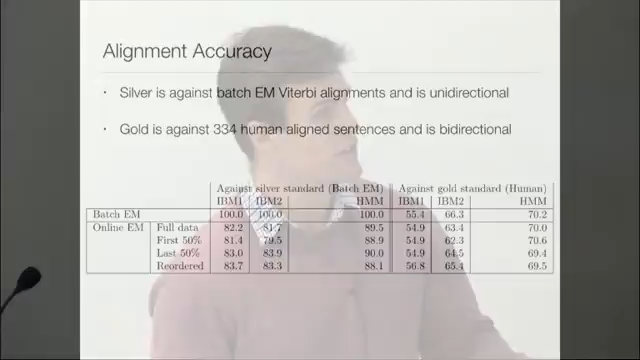 Alignment Accuracy
· Silver is against batch EM Viterbi alignments and is unidirectional
· Gold is against 334 human aligned sentences and is bidirectional
Against silver standard (Batch EM) Against gold standard (Human)
IBM1 IBM2 HMM IBM1 IBM2 HMM
Batch EM 100.0 100.0 100.0 55.4 66.3 70.2
Online EM Full data 82.2 81.7 89.5 54.9 63.4 70.0
First 50% 81.4 79.5 88.9 54.9 62.3 70.6
Last 50% 83.0 83.9 90.0 54.9 64.5 69.4
Reordered 83.7 83.3 88.1 56.8 65.4 69.5